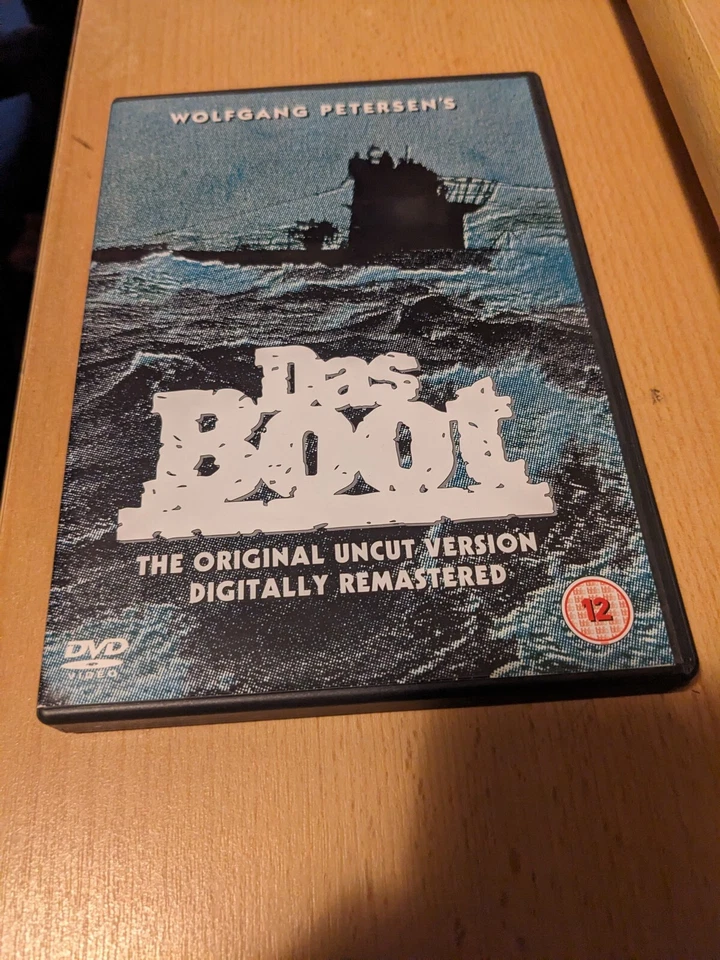 WOLFGANG PETERSEN'S
Das
Boot
THE ORIGINAL UNCUT VERSION
DIGITALLY REMASTERED
12
DVD
VIDEO